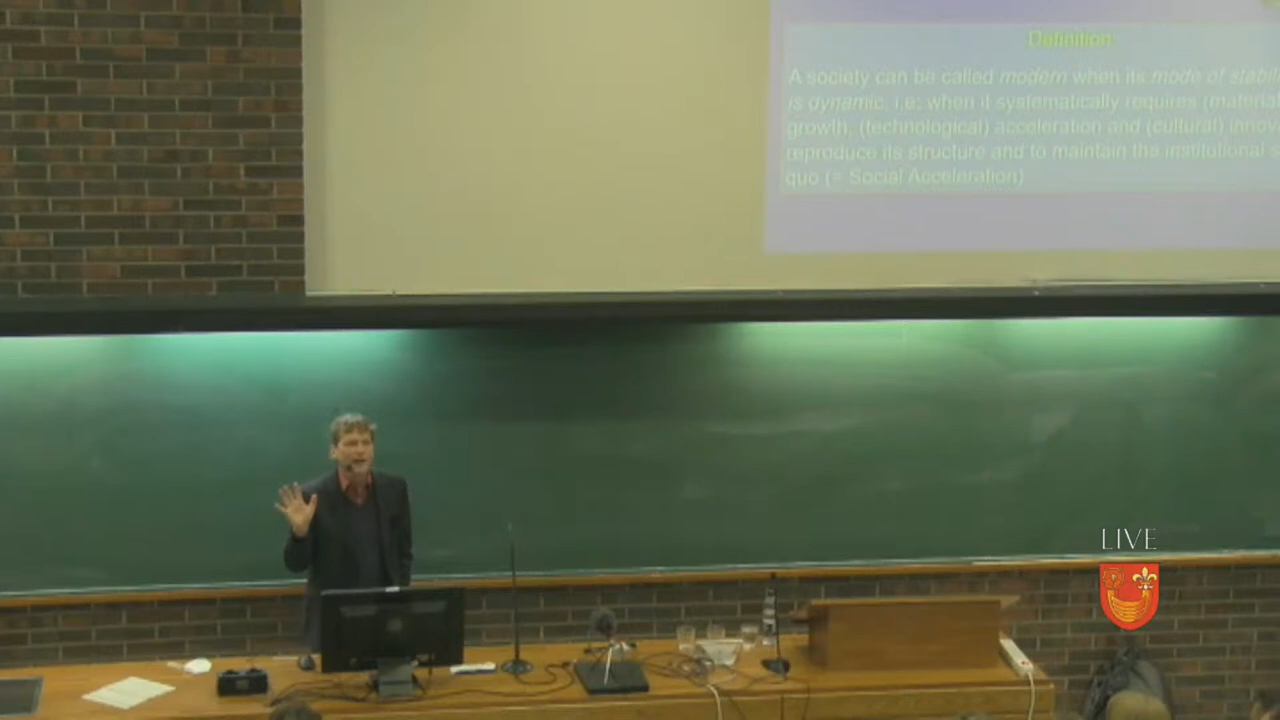 Definition
A society can be called modern when its mode of stabil
is dynamic, i.e. when it systematically requires (material
growth, (technological) acceleration and (cultural) innov
reproduce its structure and to maintain the institutional s
quo (= Social Acceleration)
LIVE